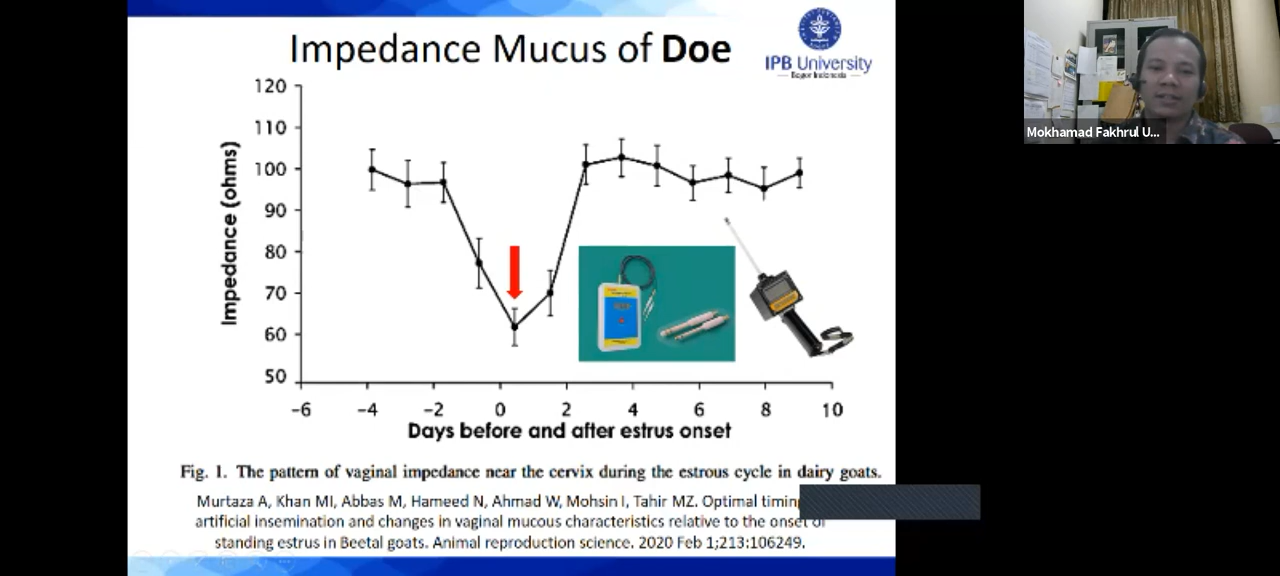 Impedance Mucus of Doe
IPB University
Bogor Indonesia
Mokhamad Fakhrul U...
120
110
100
90
80
70
60
50
Impedance (ohms)
-6 -4 -2 0 2 4 6 8 10
Days before and after estrus onset
Fig. 1. The pattern of vaginal impedance near the cervix during the estrous cycle in dairy goats.
Murtaza A, Khan MI, Abbas M, Hameed N, Ahmad W, Mohsin I, Tahir MZ. Optimal timing
artificial insemination and changes in vaginal mucous characteristics relative to the onset of
standing estrus in Beetal goats. Animal reproduction science. 2020 Feb 1;213:106249.